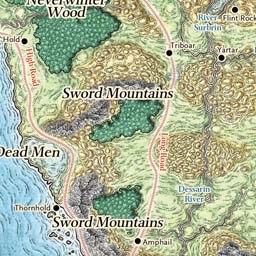 Neverwinter
Wood
River
Surbrin
Flint Rock
Hold
High Road
Triboar
Yartar
Sword Mountains
Long Road
Dead Men
Dessarin
River
Thornhold
Sword Mountains
Amphail